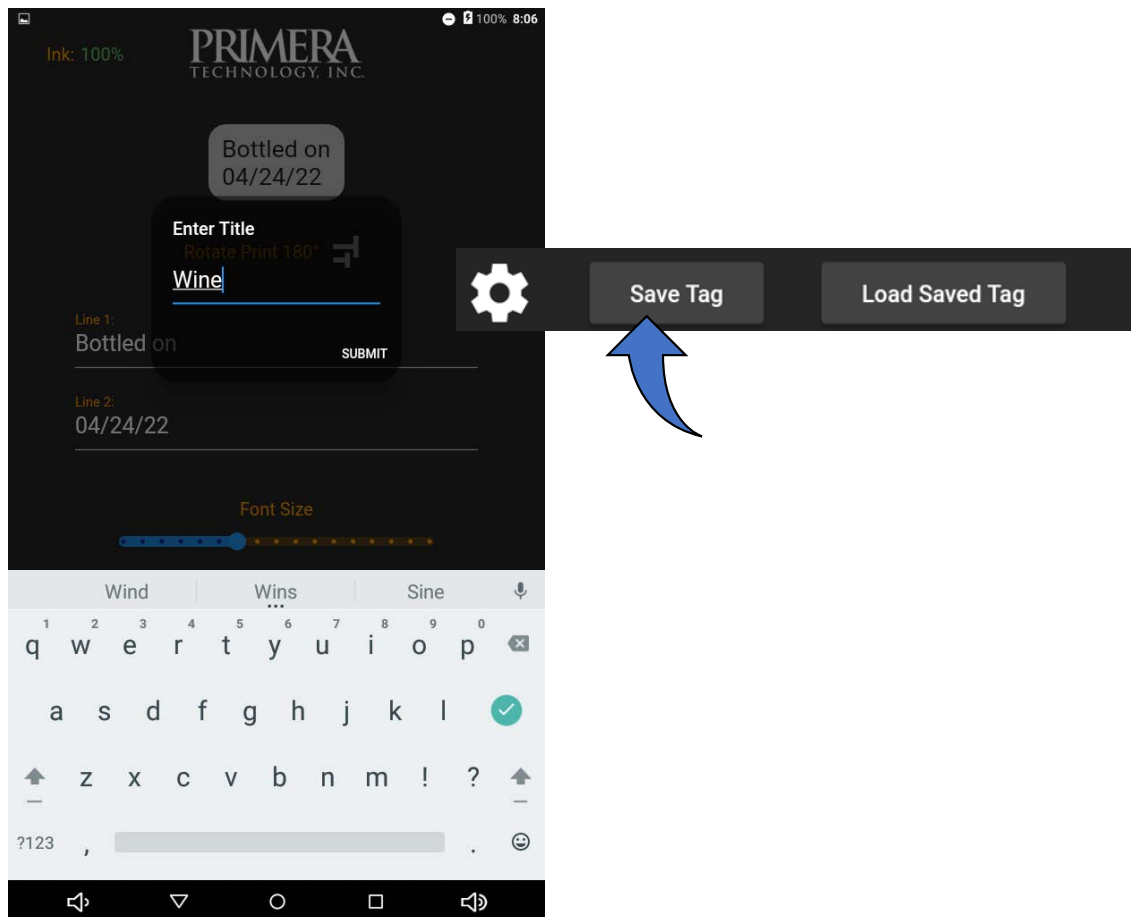 100% 8:06
Ink: 100%
PRIMERA
TECHNOLOGY, INC.
Bottled on
04/24/22
Enter Title
Rotate Print 180°
Wine
Save Tag Load Saved Tag
Line 1:
Bottled on
SUBMIT
Line 2:
04/24/22
Font Size
Wind Wins Sine
1 2 3 4 5 6 7 8 9 0
q w e r t y u i o p
a s d f g h j k l
z x c v b n m ! ?
?123 , .